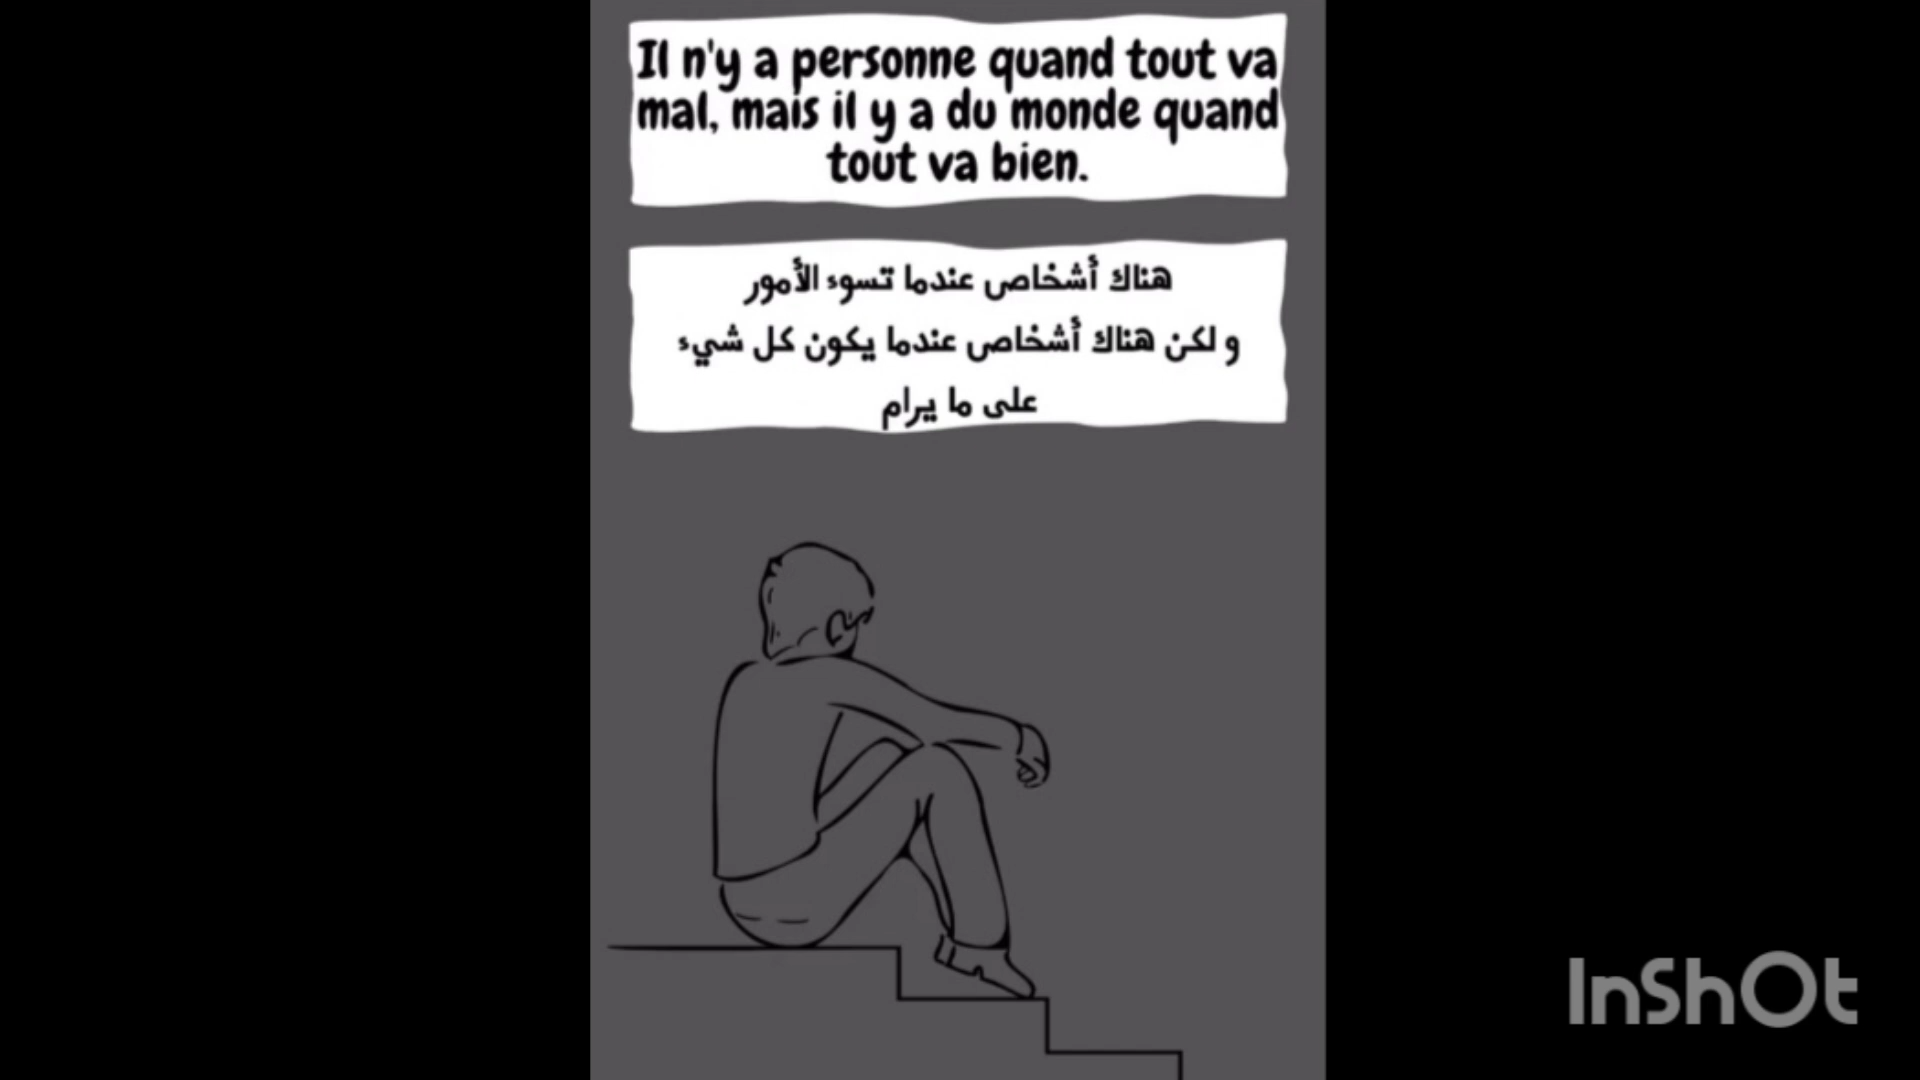 Il n'y a personne quand tout va
mal, mais il y a du monde quand
tout va bien.
هناك أشخاص عندما تسوء الأمور
و لكن هناك أشخاص عندما يكون كل شيء
على ما يرام
InShOt